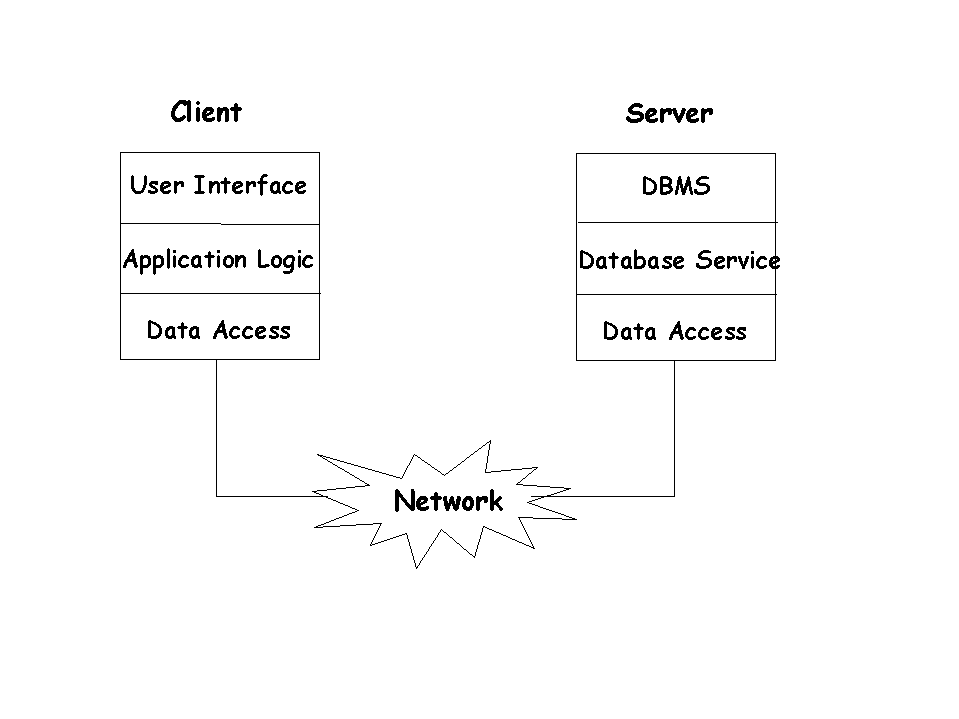 Client
Server
User Interface
Application Logic
Data Access
DBMS
Database Service
Data Access
Network